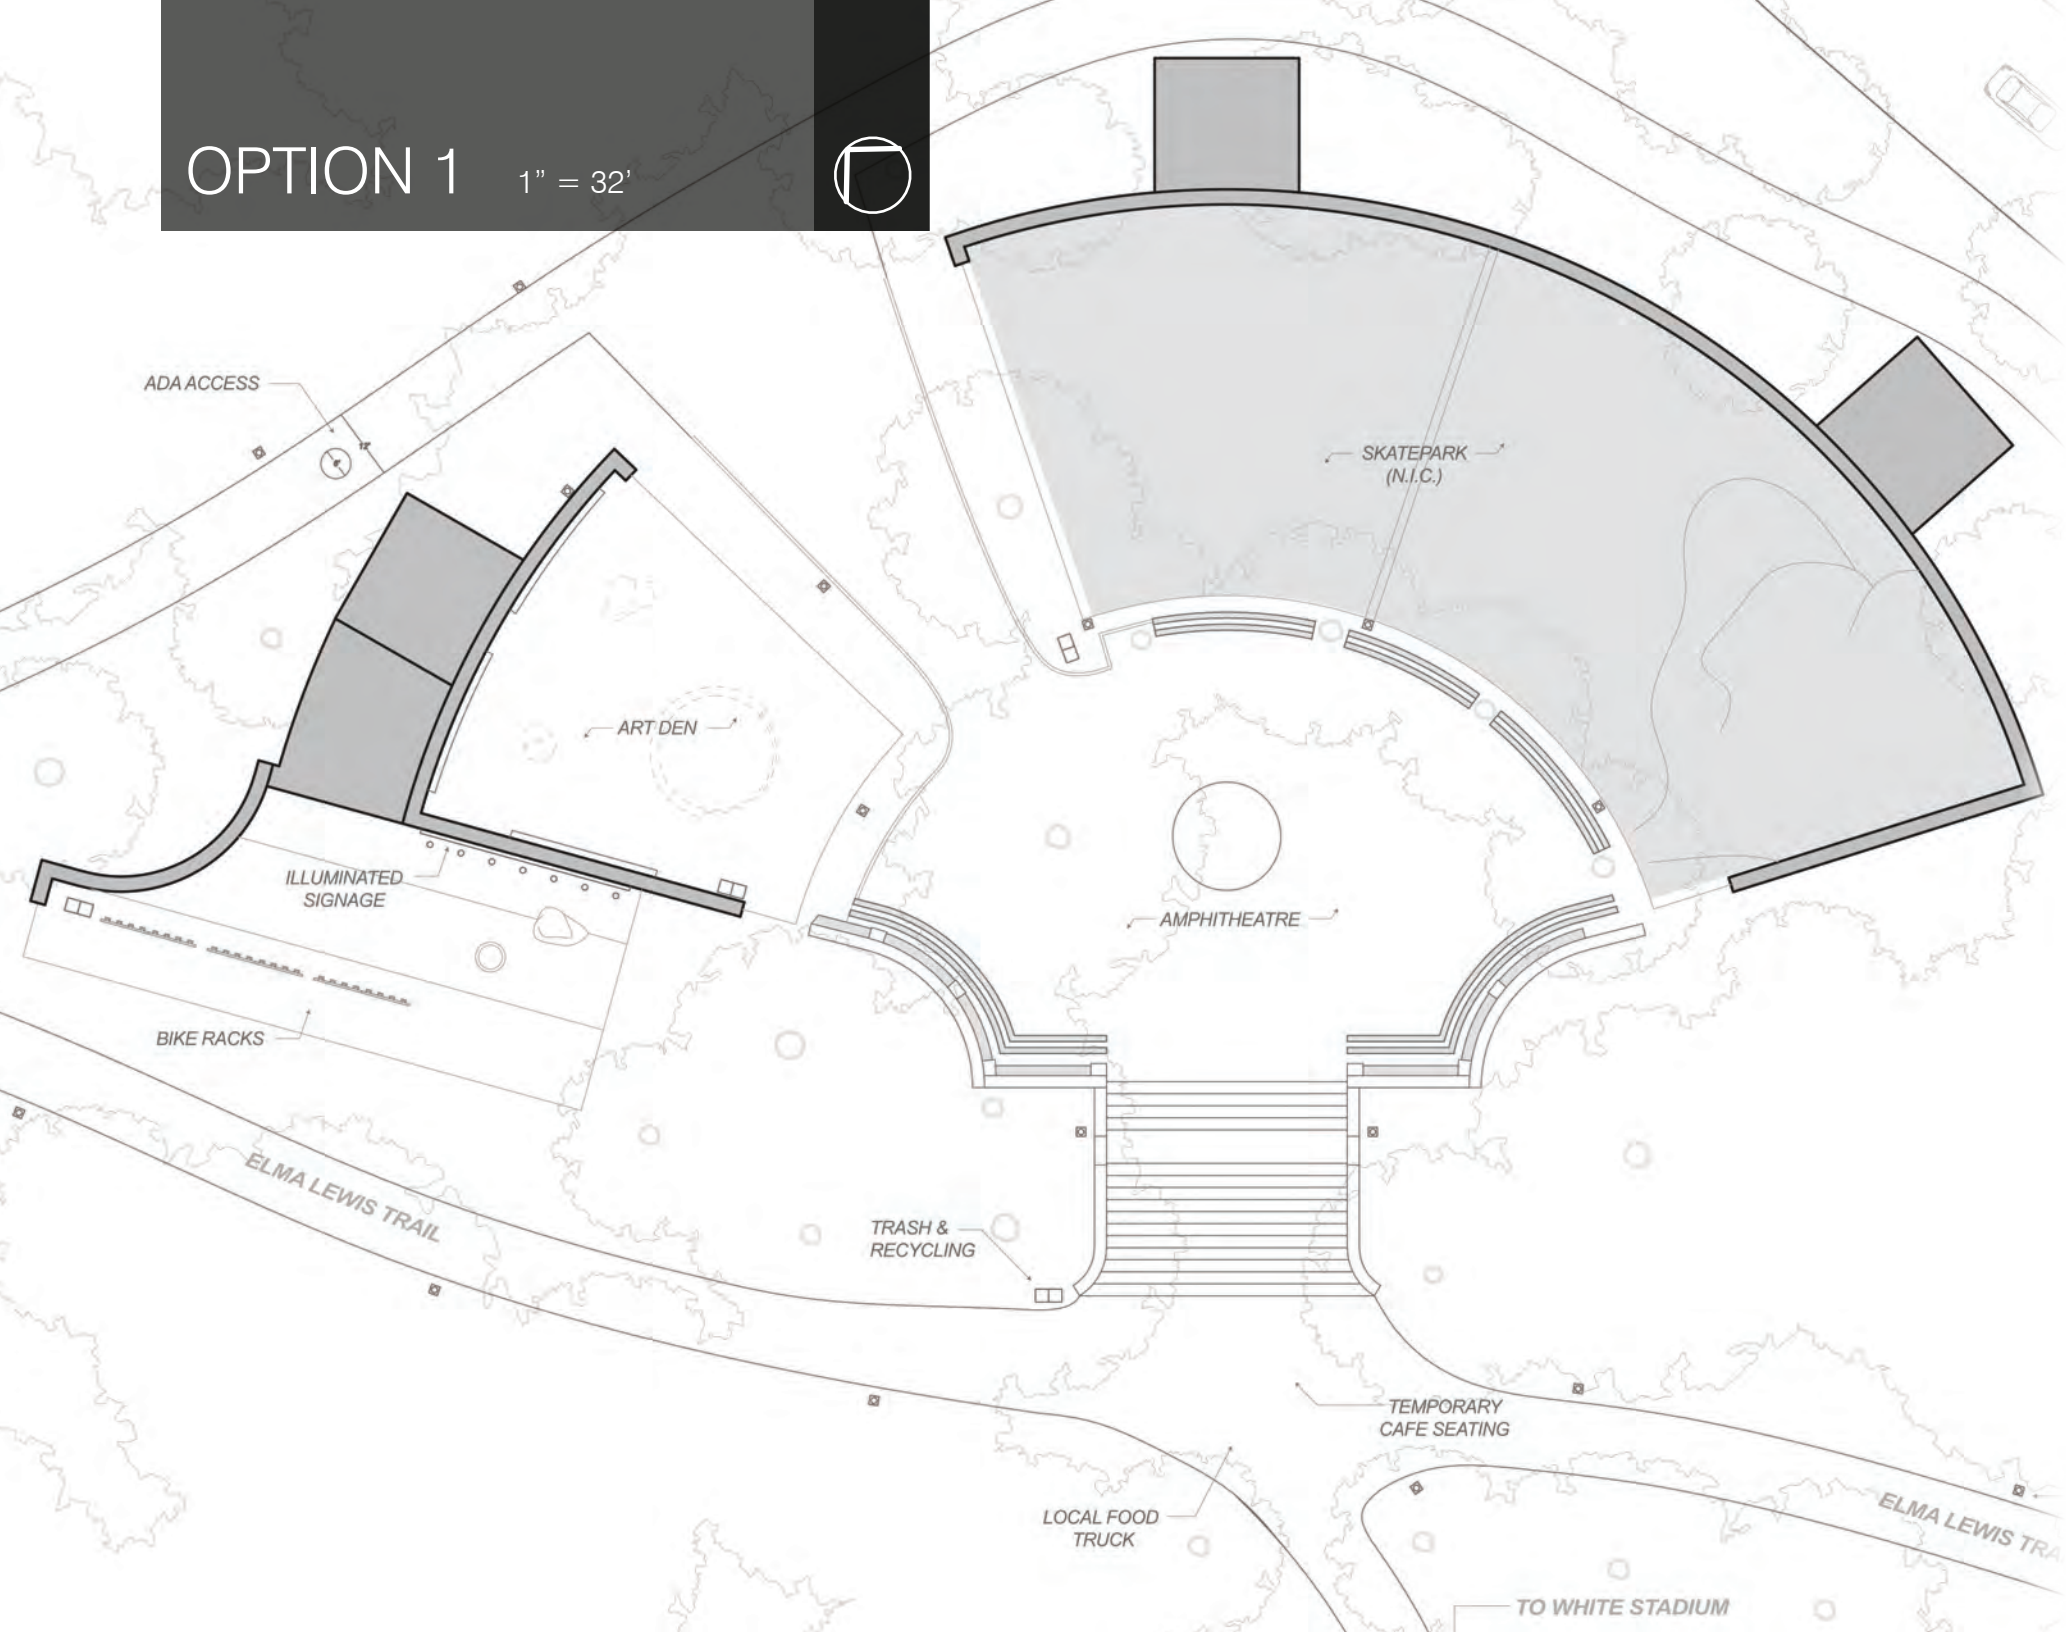 OPTION 1 1” = 32’
ADA ACCESS
12'
SKATEPARK
(N.I.C.)
ART DEN
ILLUMINATED
SIGNAGE
AMPHITHEATRE
BIKE RACKS
ELMA LEWIS TRAIL
TRASH &
RECYCLING
TEMPORARY
CAFE SEATING
LOCAL FOOD
TRUCK
ELMA LEWIS TRA
TO WHITE STADIUM